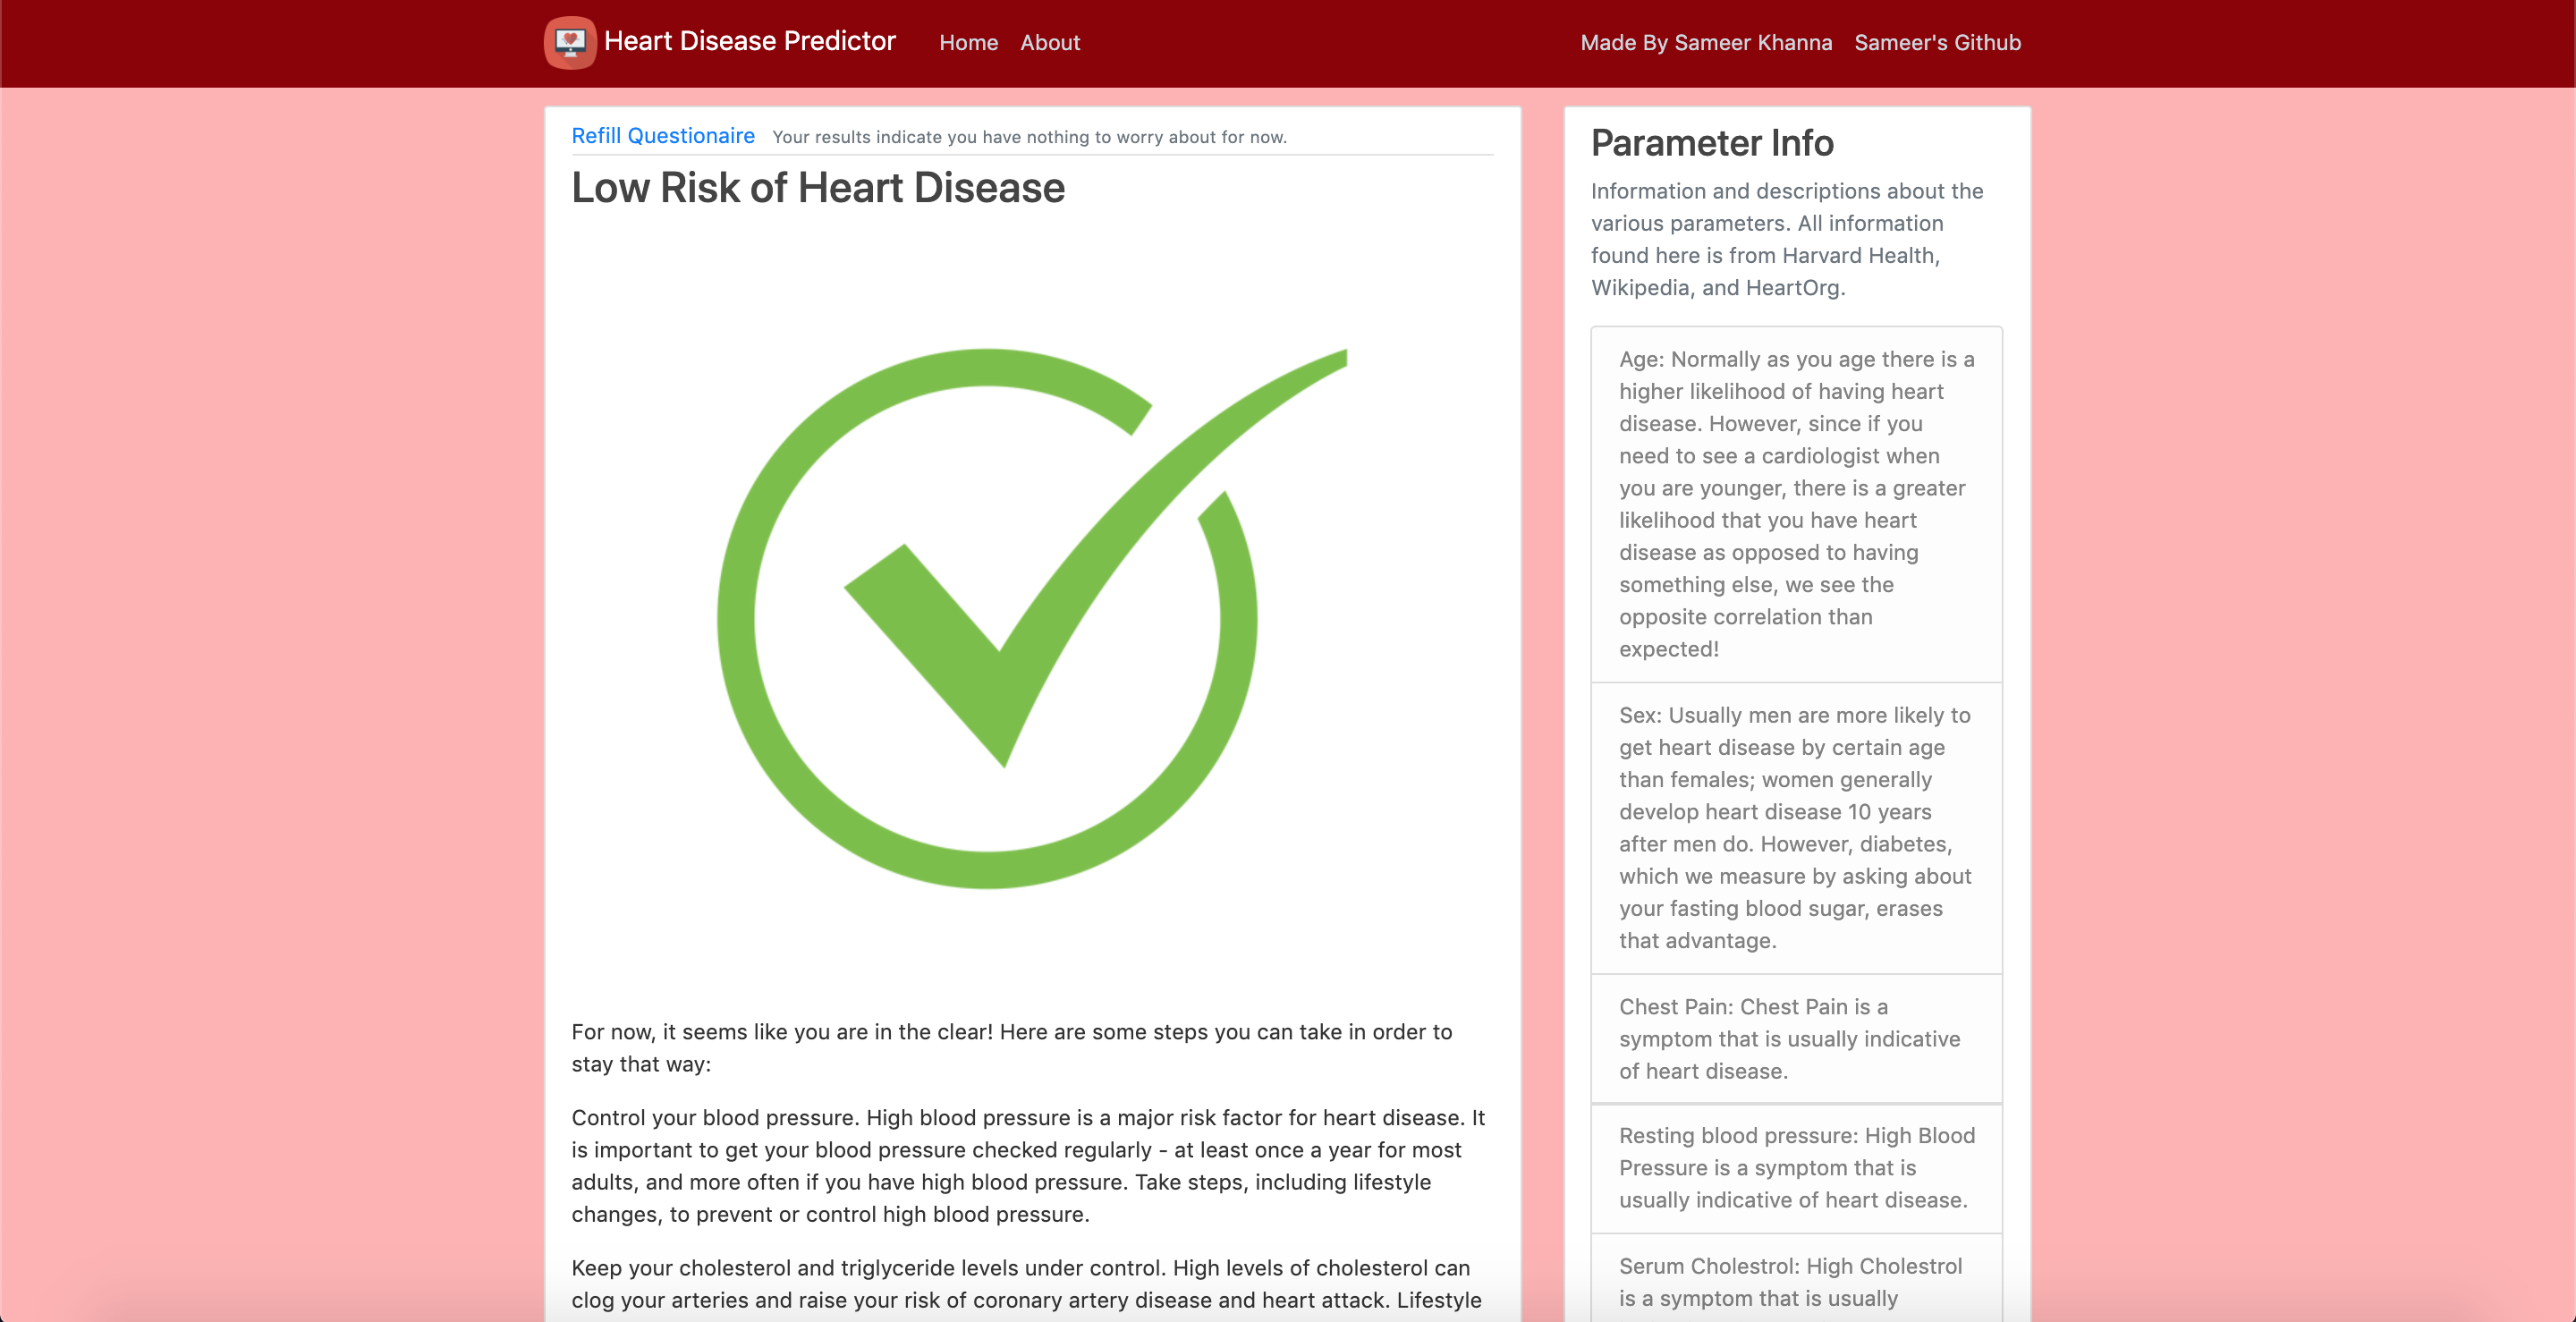 Heart Disease Predictor
Home
About
Made By Sameer Khanna
Sameer's Github
Refill Questionaire
Your results indicate you have nothing to worry about for now.
Low Risk of Heart Disease
For now, it seems like you are in the clear! Here are some steps you can take in order to
stay that way:
Control your blood pressure. High blood pressure is a major risk factor for heart disease. It
is important to get your blood pressure checked regularly - at least once a year for most
adults, and more often if you have high blood pressure. Take steps, including lifestyle
changes, to prevent or control high blood pressure.
Keep your cholesterol and triglyceride levels under control. High levels of cholesterol can
clog your arteries and raise your risk of coronary artery disease and heart attack. Lifestyle
Parameter Info
Information and descriptions about the
various parameters. All information
found here is from Harvard Health,
Wikipedia, and HeartOrg.
Age: Normally as you age there is a
higher likelihood of having heart
disease. However, since if you
need to see a cardiologist when
you are younger, there is a greater
likelihood that you have heart
disease as opposed to having
something else, we see the
opposite correlation than
expected!
Sex: Usually men are more likely to
get heart disease by certain age
than females; women generally
develop heart disease 10 years
after men do. However, diabetes,
which we measure by asking about
your fasting blood sugar, erases
that advantage.
Chest Pain: Chest Pain is a
symptom that is usually indicative
of heart disease.
Resting blood pressure: High Blood
Pressure is a symptom that is
usually indicative of heart disease.
Serum Cholestrol: High Cholestrol
is a symptom that is usually